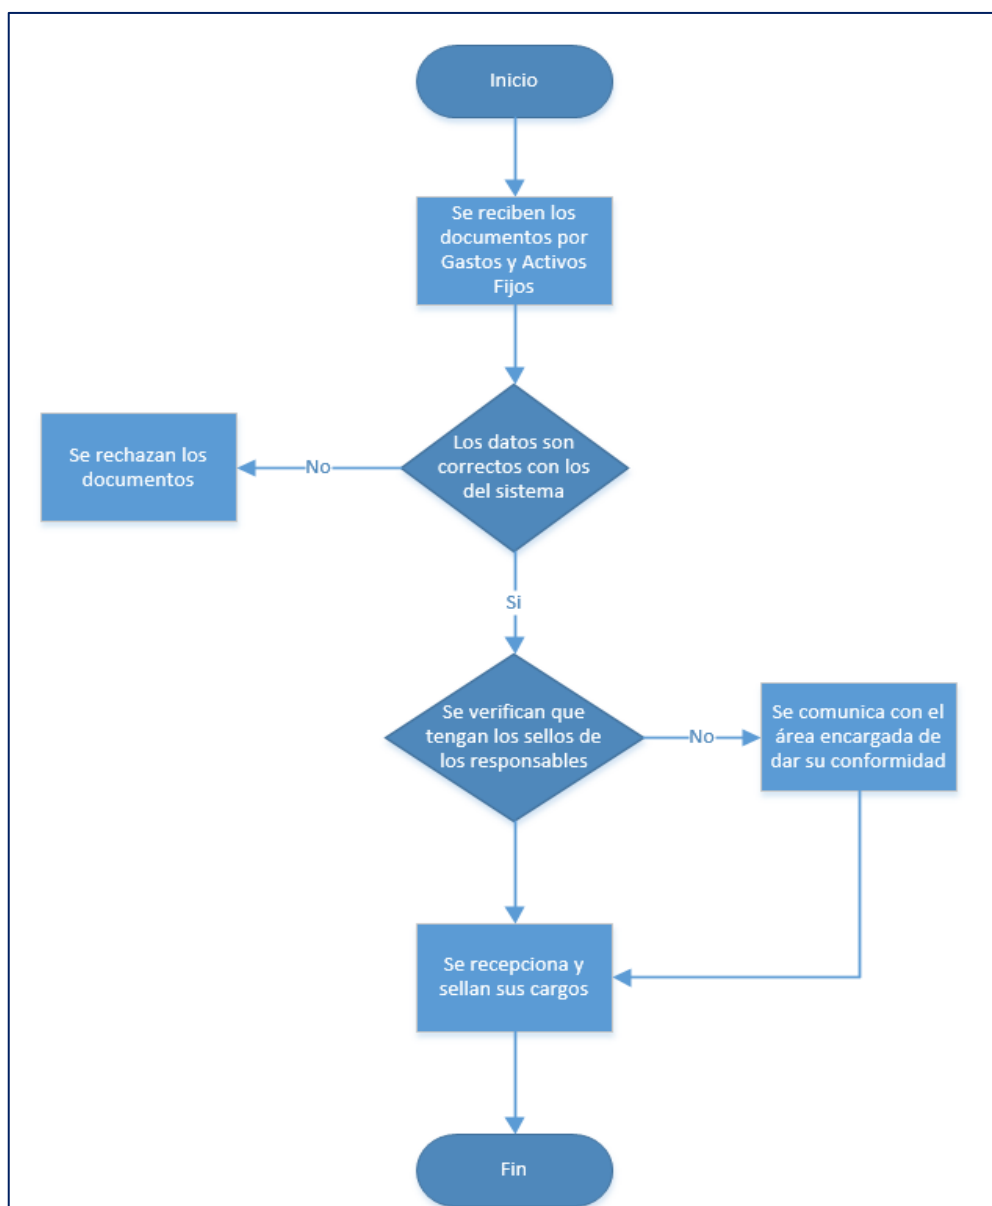 Inicio
Se reciben los
documentos por
Gastos y Activos
Fijos
Los datos son
correctos con los
del sistema
No
Se rechazan los
documentos
Si
Se verifican que
tengan los sellos de
los responsables
No
Se comunica con el
área encargada de
dar su conformidad
Se recepciona y
sellan sus cargos
Fin